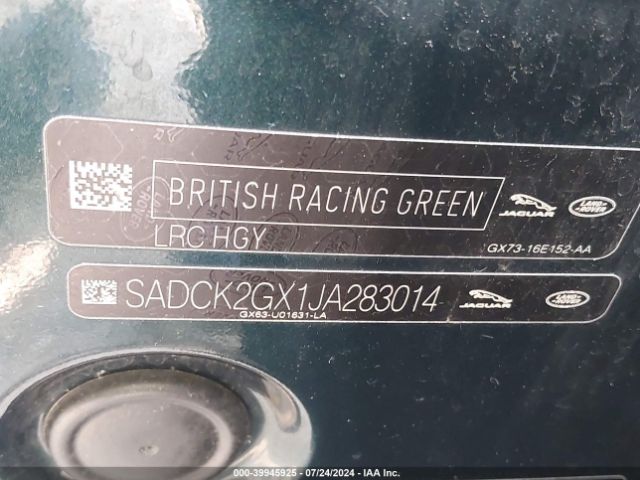 BRITISH RACING GREEN
LRC HGY
JAGUAR
LAND-
ROVER
GX73-16E152-AA
SADCK2GX1JA283014
GX63-U01631-LA
JAGUAR
LAND-
ROVER
000-39945925 / 07/24/2024 / IAA Inc.